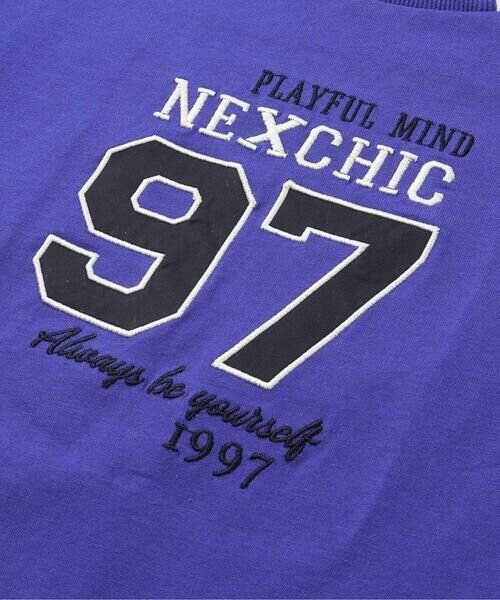 PLAYFUL MIND
NEXCHIC
97
Always be yourself
1997